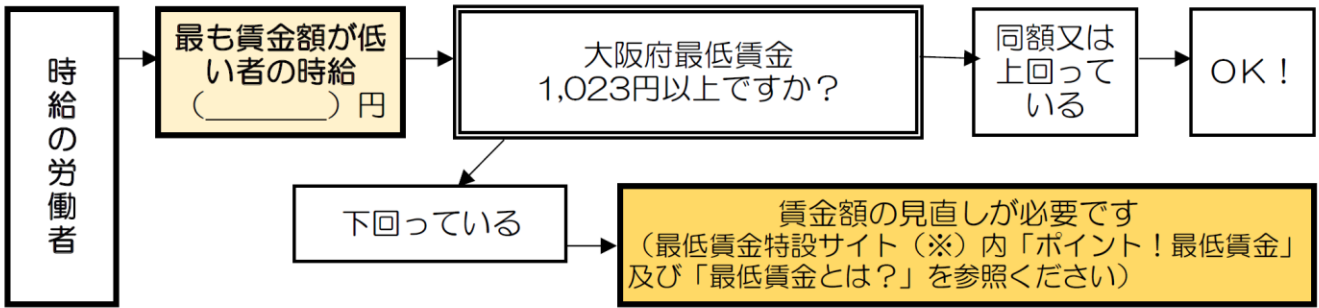 時給の労働者
最も賃金額が低
い者の時給
（________）円
大阪府最低賃金
1,023円以上ですか？
同額又は
上回って
いる
ＯＫ！
下回っている
賃金額の見直しが必要です
（最低賃金特設サイト（※）内「ポイント！最低賃金」
及び「最低賃金とは？」を参照ください）